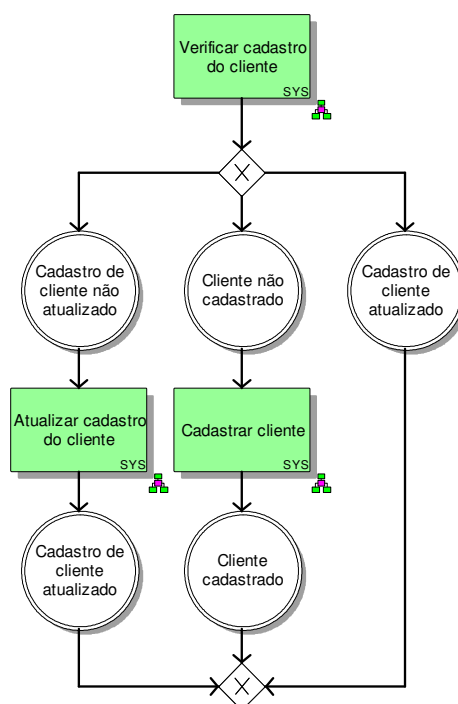 Verificar cadastro
do cliente
SYS
X
Cadastro de
cliente não
atualizado
Cliente não
cadastrado
Cadastro de
cliente
atualizado
Atualizar cadastro
do cliente
SYS
Cadastrar cliente
SYS
Cadastro de
cliente
atualizado
Cliente
cadastrado
X